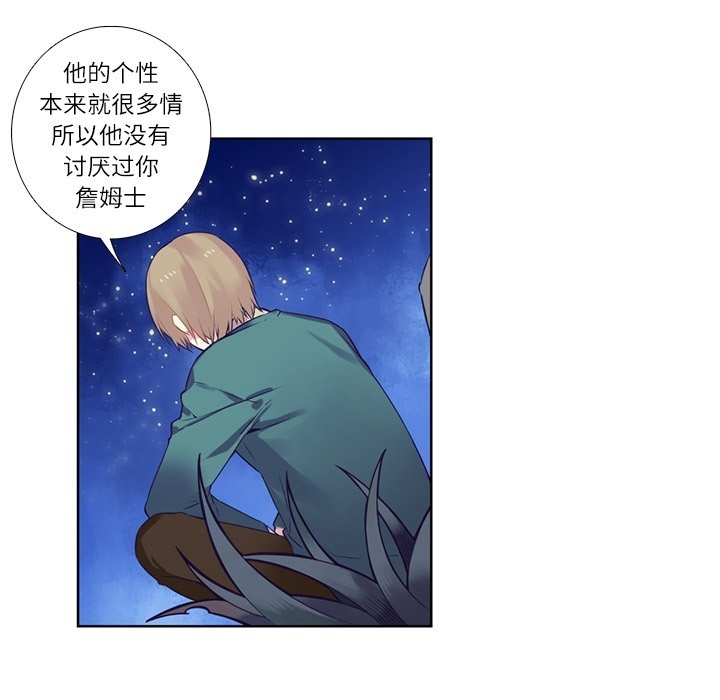 他的个性
本来就很多情
所以他没有
讨厌过你
詹姆士